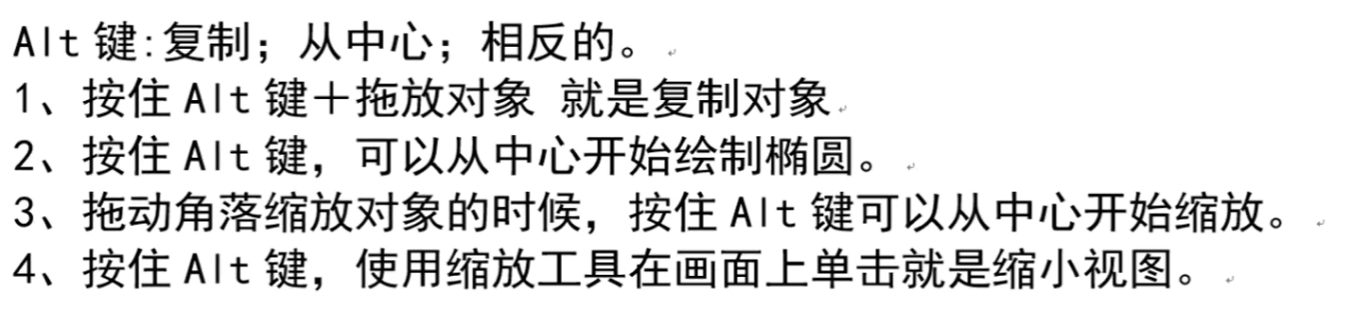 Alt 键:复制；从中心；相反的。
1、按住 Alt 键＋拖放对象 就是复制对象
2、按住 Alt 键，可以从中心开始绘制椭圆。
3、拖动角落缩放对象的时候，按住 Alt 键可以从中心开始缩放。
4、按住 Alt 键，使用缩放工具在画面上单击就是缩小视图。